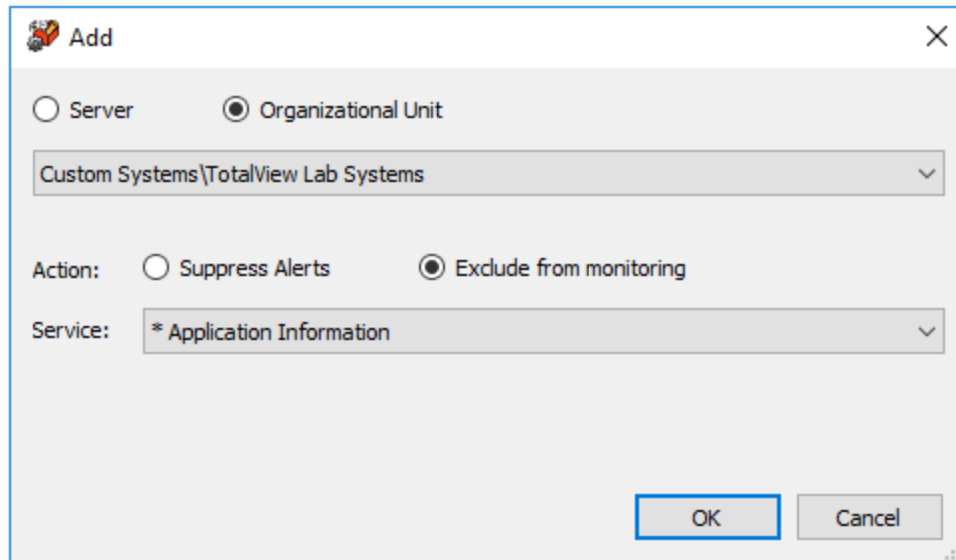 Add
Server Organizational Unit
Custom Systems\TotalView Lab Systems
Action: Suppress Alerts Exclude from monitoring
Service: * Application Information
OK Cancel